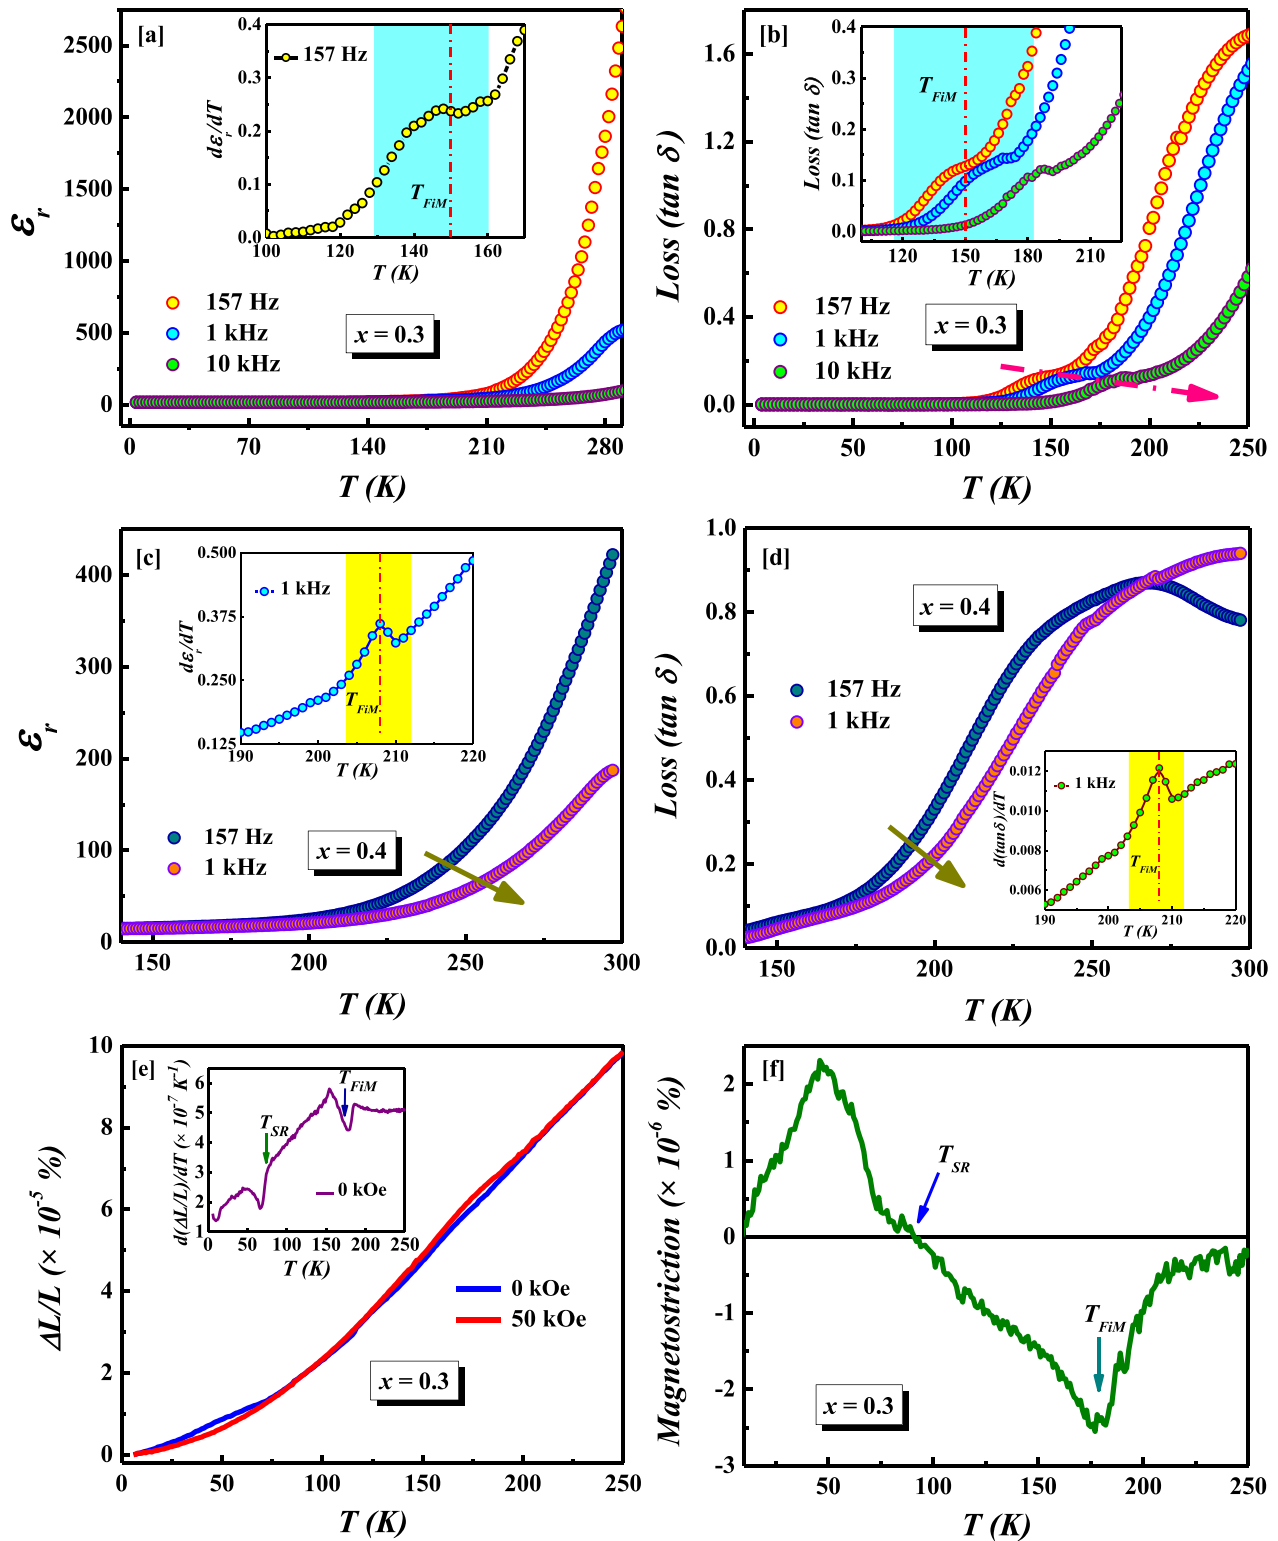 [a]
2500
2000
1500
1000
500
0
0.4
0.3
0.2
0.1
0.0
100 120 140 160
dε_r/dT
T (K)
157 Hz
T_FiM
157 Hz
1 kHz
10 kHz
x = 0.3
0 70 140 210 280
ε_r
T (K)
[b]
1.6
1.2
0.8
0.4
0.0
0.4
0.3
0.2
0.1
0.0
120 150 180 210
Loss (tan δ)
T (K)
T_FiM
157 Hz
1 kHz
10 kHz
x = 0.3
0 50 100 150 200 250
Loss (tan δ)
T (K)
[c]
400
300
200
100
0
0.500
0.375
0.250
0.125
190 200 210 220
dε_r/dT
T (K)
1 kHz
T_FiM
157 Hz
1 kHz
x = 0.4
150 200 250 300
ε_r
T (K)
[d]
1.0
0.8
0.6
0.4
0.2
0.0
x = 0.4
157 Hz
1 kHz
0.012
0.010
0.008
0.006
190 200 210 220
d(tanδ)/dT
T (K)
1 kHz
T_FiM
150 200 250 300
Loss (tan δ)
T (K)
[e]
10
8
6
4
2
0
6
5
4
3
2
1
0 50 100 150 200 250
d(ΔL/L)/dT (× 10⁻⁷ K⁻¹)
T (K)
T_SR
T_FiM
0 kOe
0 kOe
50 kOe
x = 0.3
0 50 100 150 200 250
ΔL/L (× 10⁻⁵ %)
T (K)
[f]
2
1
0
-1
-2
-3
T_SR
T_FiM
x = 0.3
50 100 150 200 250
Magnetostriction (× 10⁻⁶ %)
T (K)